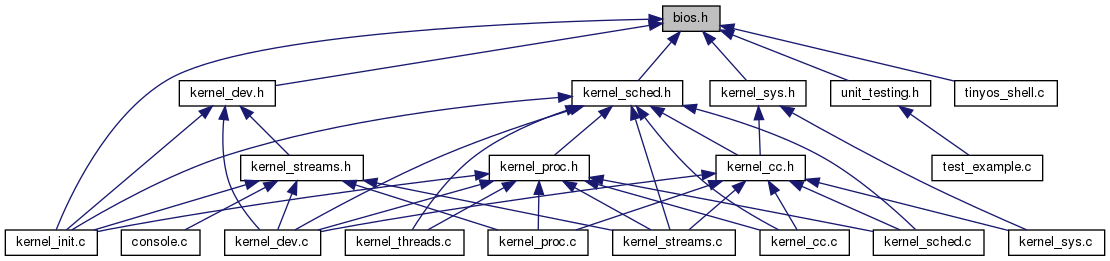 bios.h
kernel_dev.h
kernel_sched.h
kernel_sys.h
unit_testing.h
tinyos_shell.c
kernel_streams.h
kernel_proc.h
kernel_cc.h
test_example.c
kernel_init.c
console.c
kernel_dev.c
kernel_threads.c
kernel_proc.c
kernel_streams.c
kernel_cc.c
kernel_sched.c
kernel_sys.c